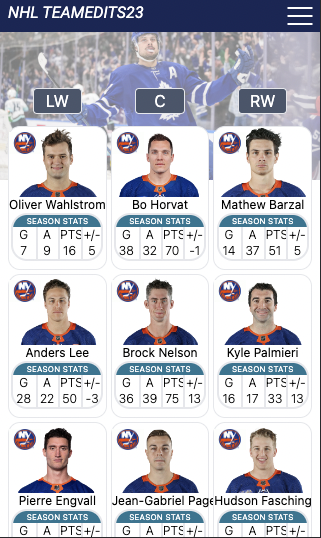 NHL TEAMEDITS23
LW C RW
Oliver Wahlstrom Bo Horvat Mathew Barzal
SEASON STATS SEASON STATS SEASON STATS
G A PTS +/- G A PTS +/- G A PTS +/-
7 9 16 5 38 32 70 -1 14 37 51 5
Anders Lee Brock Nelson Kyle Palmieri
SEASON STATS SEASON STATS SEASON STATS
G A PTS +/- G A PTS +/- G A PTS +/-
28 22 50 -3 36 39 75 13 16 17 33 13
Pierre Engvall Jean-Gabriel Page Hudson Fasching
SEASON STATS SEASON STATS SEASON STATS
G A PTS +/- G A PTS +/- G A PTS +/-